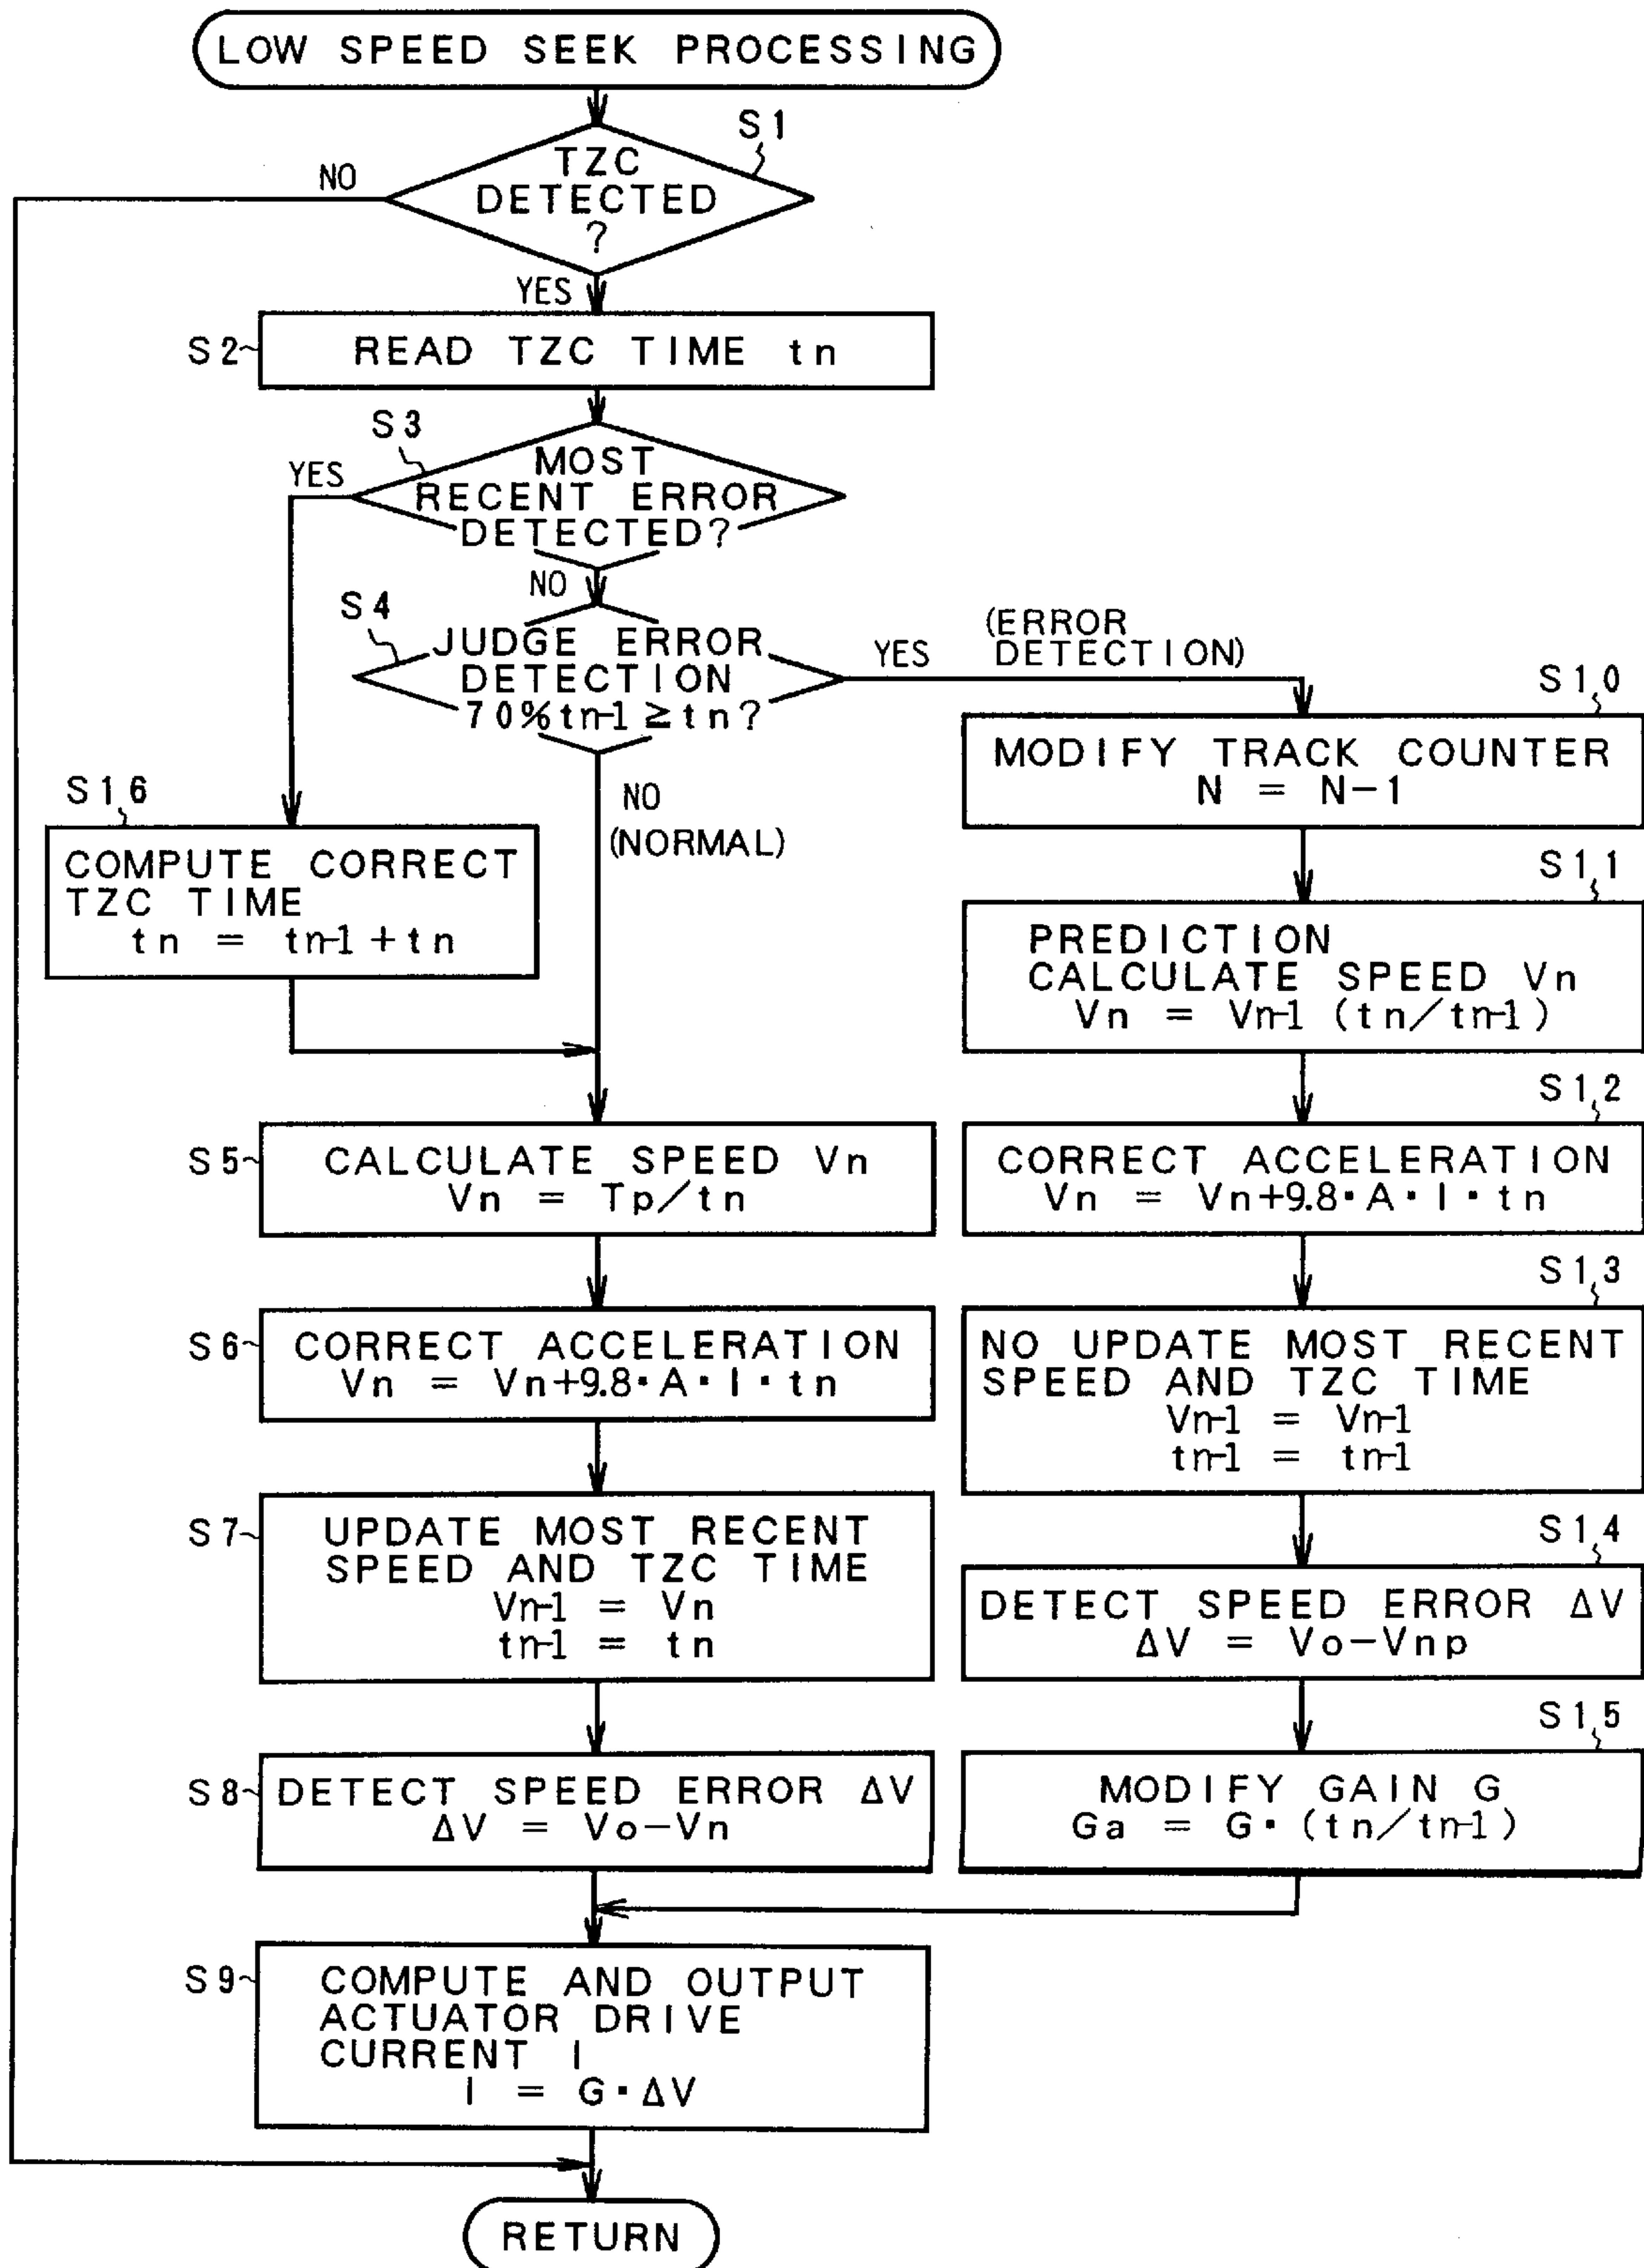 LOW SPEED SEEK PROCESSING
S1
TZC
DETECTED
?
NO
YES
S2
READ TZC TIME tn
S3
MOST
RECENT ERROR
DETECTED?
YES
NO
S4
JUDGE ERROR
DETECTION
70%tn-1 ≥ tn?
YES
(ERROR
DETECTION)
NO
(NORMAL)
S16
COMPUTE CORRECT
TZC TIME
tn = tn-1 + tn
S5
CALCULATE SPEED Vn
Vn = Tp/tn
S6
CORRECT ACCELERATION
Vn = Vn+9.8·A·I·tn
S7
UPDATE MOST RECENT
SPEED AND TZC TIME
Vn-1 = Vn
tn-1 = tn
S8
DETECT SPEED ERROR ΔV
ΔV = Vo-Vn
S10
MODIFY TRACK COUNTER
N = N-1
S11
PREDICTION
CALCULATE SPEED Vn
Vn = Vn-1 (tn/tn-1)
S12
CORRECT ACCELERATION
Vn = Vn+9.8·A·I·tn
S13
NO UPDATE MOST RECENT
SPEED AND TZC TIME
Vn-1 = Vn-1
tn-1 = tn-1
S14
DETECT SPEED ERROR ΔV
ΔV = Vo-Vnp
S15
MODIFY GAIN G
Ga = G·(tn/tn-1)
S9
COMPUTE AND OUTPUT
ACTUATOR DRIVE
CURRENT I
I = G·ΔV
RETURN